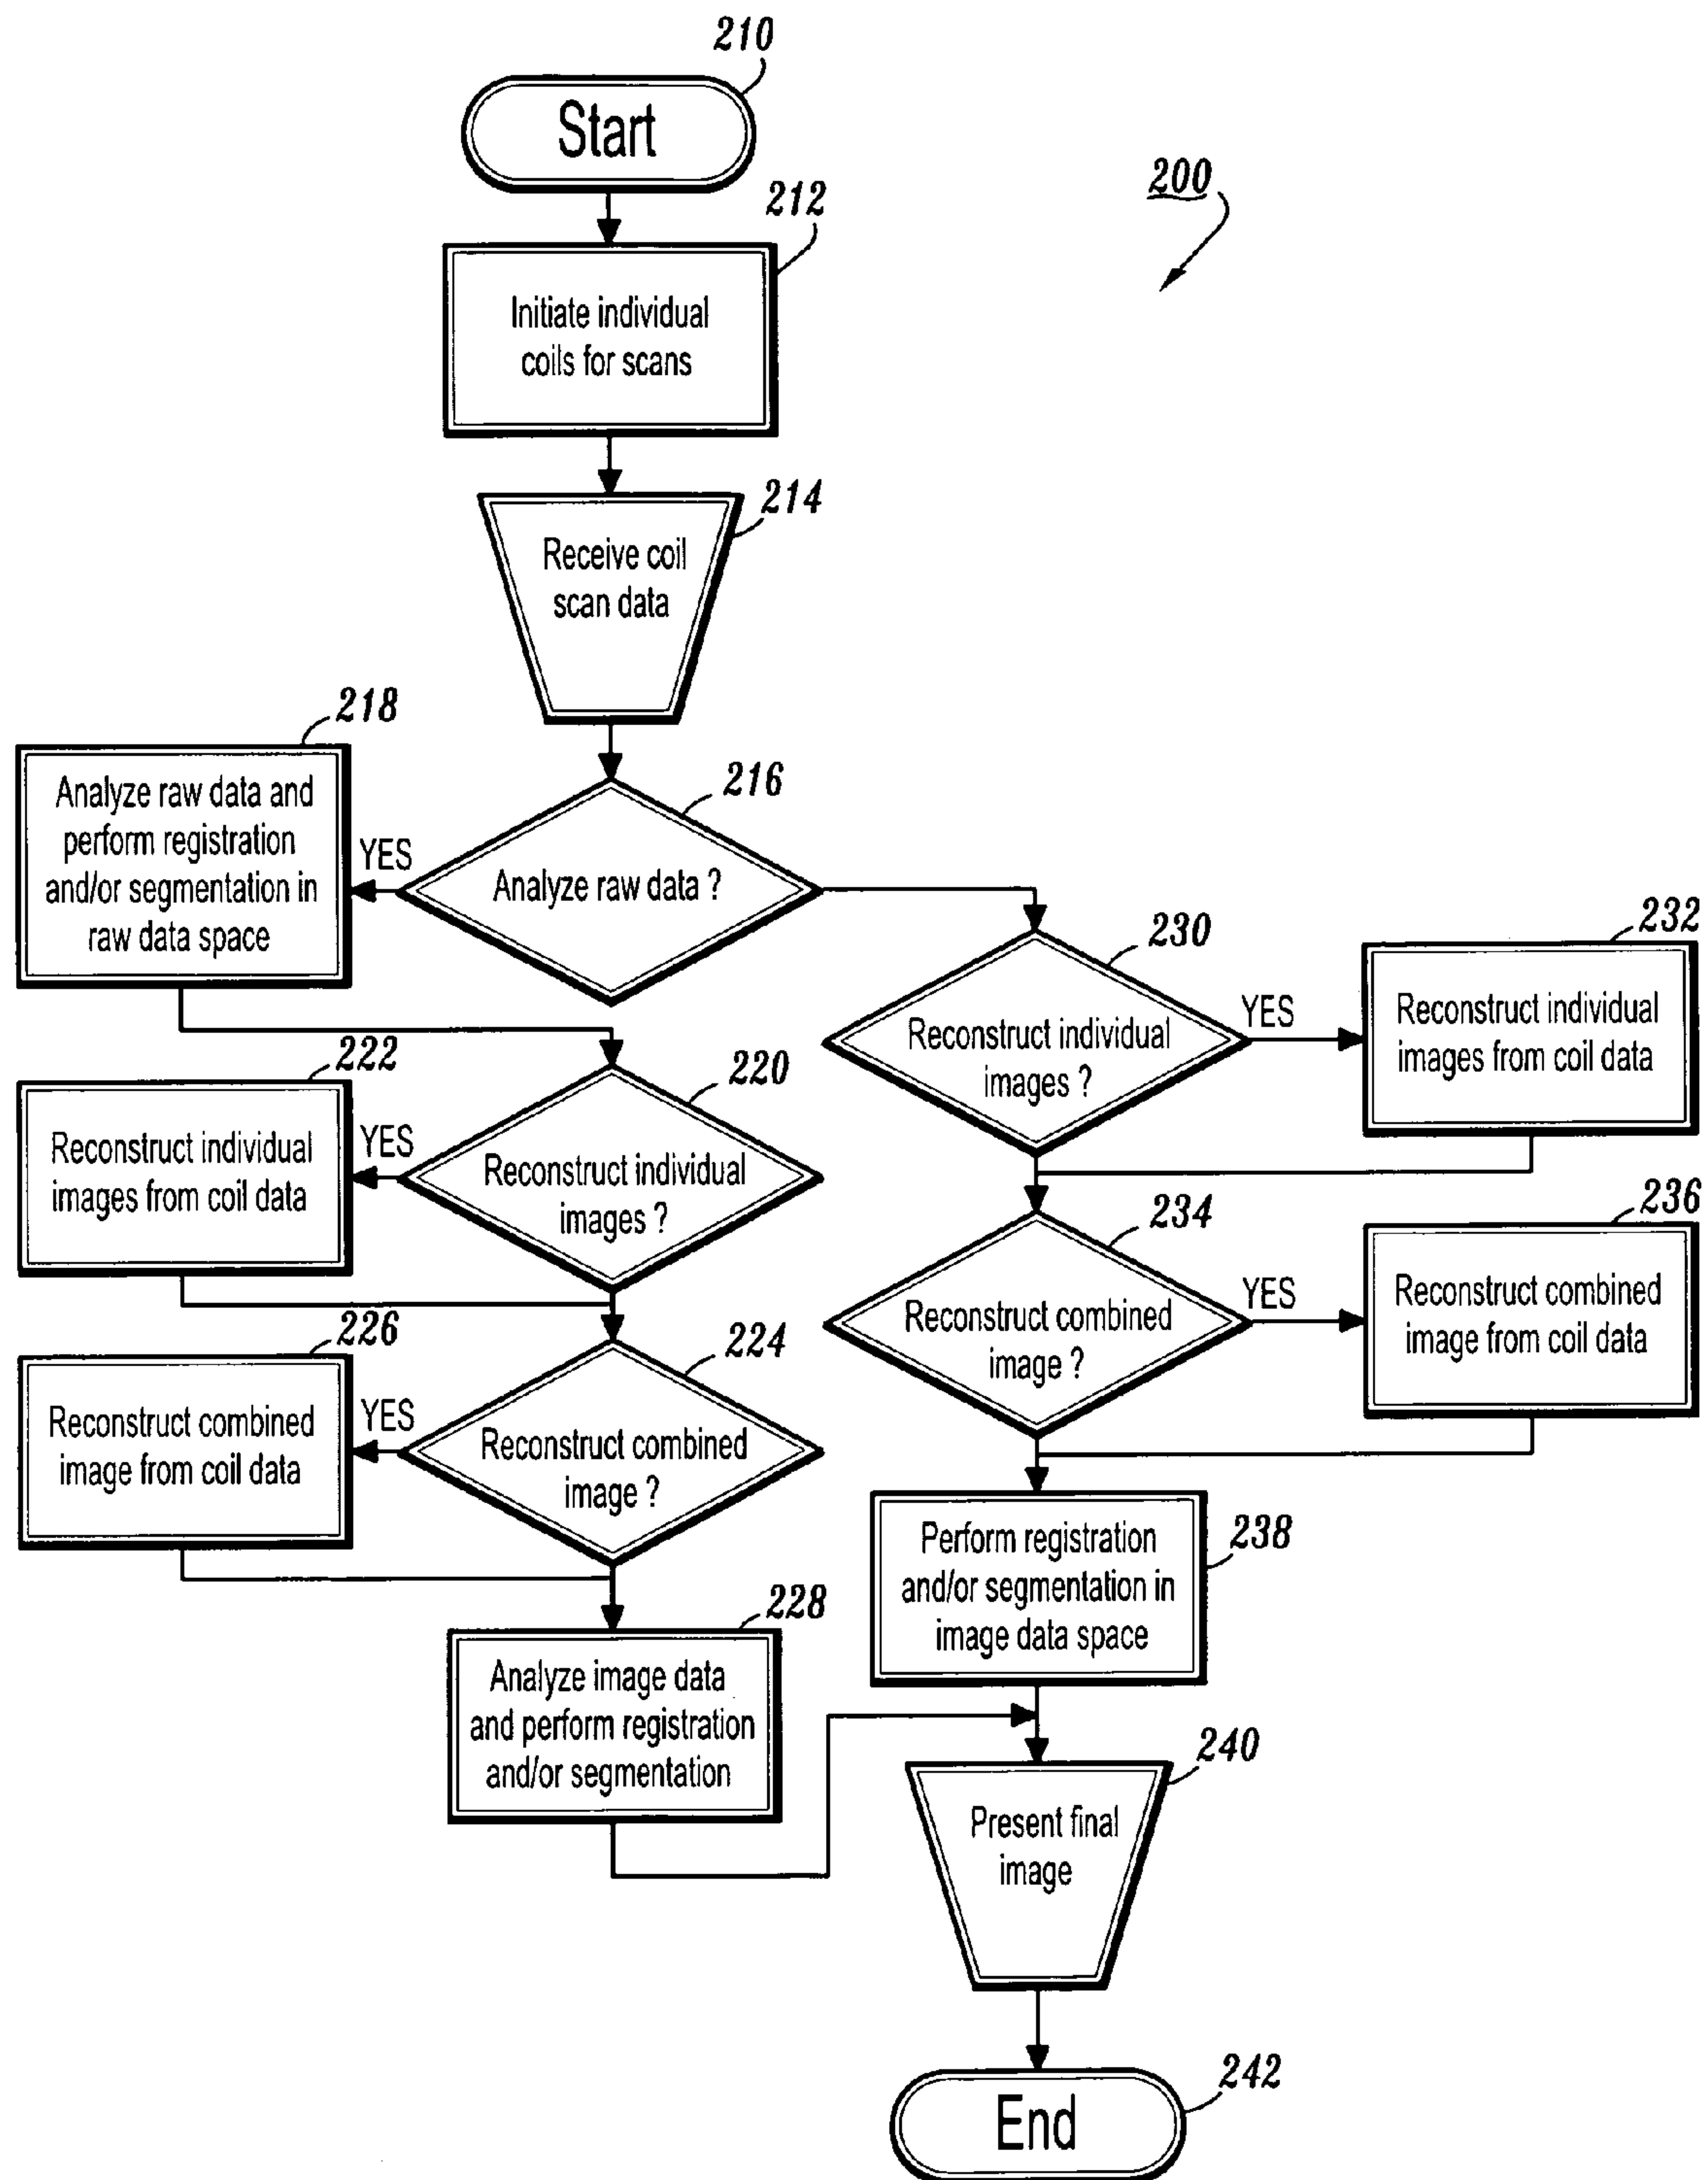 210
Start
200
212
Initiate individual
coils for scans
214
Receive coil
scan data
218
Analyze raw data and
perform registration
and/or segmentation in
raw data space
216
YES
Analyze raw data ?
230
232
Reconstruct individual
images ?
YES
Reconstruct individual
images from coil data
222
220
Reconstruct individual
images from coil data
YES
Reconstruct individual
images ?
234
236
Reconstruct combined
image ?
YES
Reconstruct combined
image from coil data
226
224
Reconstruct combined
image from coil data
YES
Reconstruct combined
image ?
238
Perform registration
and/or segmentation in
image data space
228
Analyze image data
and perform registration
and/or segmentation
240
Present final
image
242
End